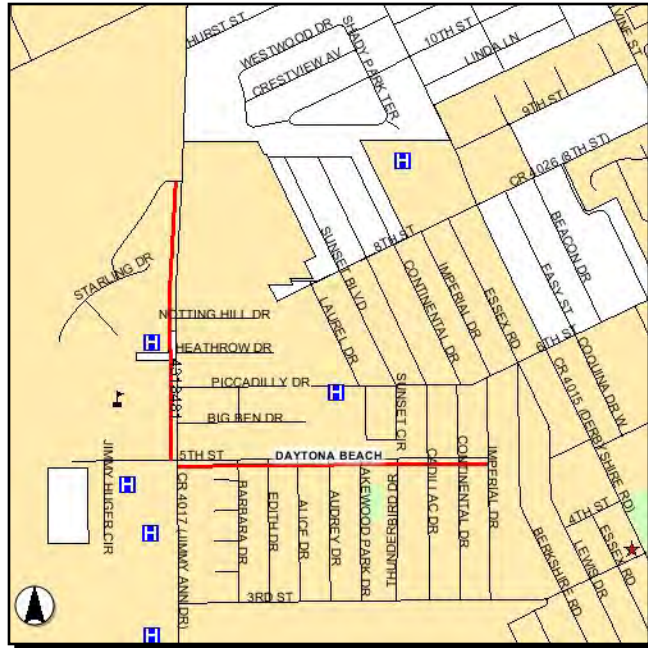 HURST ST
WESTWOOD DR
CRESTVIEW AV
SHADY PARK TER
10TH ST
LINDA LN
VINE ST
9TH ST
CR 4026 (8TH ST)
8TH ST
STARLING DR
SUNSET BLVD
LAUREL DR
CONTINENTAL DR
IMPERIAL DR
ESSEX RD
EASY ST
BEACON DR
6TH ST
COQUINA DR W
CR 4015 (DERBYSHIRE RD)
NOTTING HILL DR
H
HEATHROW DR
PICCADILLY DR
H
H
BIG BEN DR
SUNSET CIR
5TH ST
DAYTONA BEACH
JIMMY HUGER CIR
H
H
H
CR 4017 (JIMMY ANN DR)
BARBARA DR
EDITH DR
ALICE DR
AUDREY DR
LAKEWOOD PARK DR
THUNDERBIRD DR
CADILLAC DR
CONTINENTAL DR
IMPERIAL DR
BERKSHIRE RD
4TH ST
LEWIS DR
ESSEX RD
3RD ST